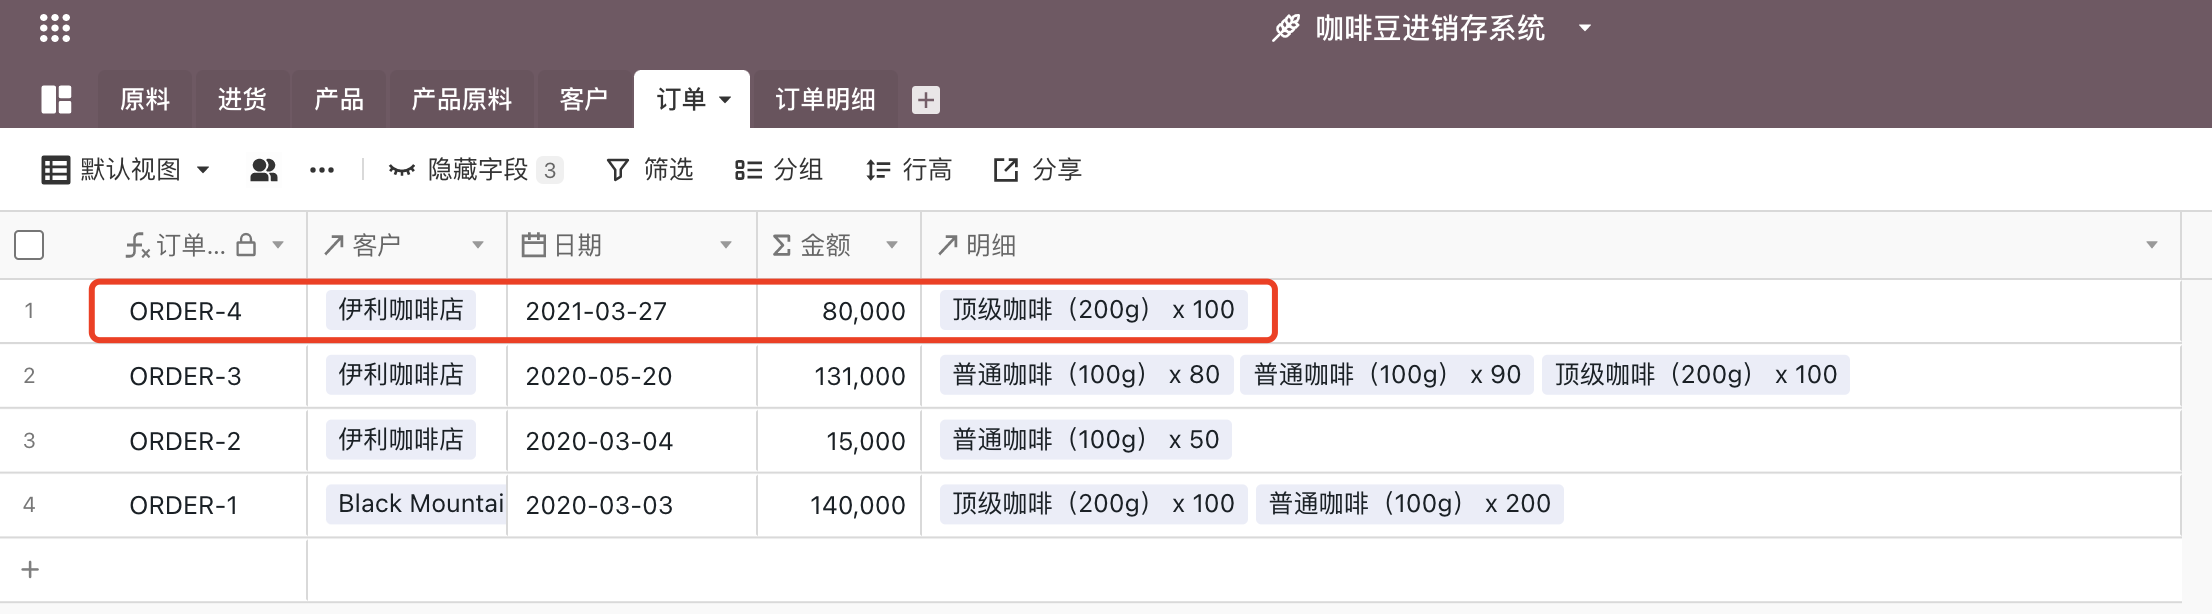 咖啡豆进销存系统
原料 进货 产品 产品原料 客户 订单 订单明细
默认视图 隐藏字段 3 筛选 分组 行高 分享
订单... 客户 日期 金额 明细
1 ORDER-4 伊利咖啡店 2021-03-27 80,000 顶级咖啡（200g） x 100
2 ORDER-3 伊利咖啡店 2020-05-20 131,000 普通咖啡（100g） x 80 普通咖啡（100g） x 90 顶级咖啡（200g） x 100
3 ORDER-2 伊利咖啡店 2020-03-04 15,000 普通咖啡（100g） x 50
4 ORDER-1 Black Mountai 2020-03-03 140,000 顶级咖啡（200g） x 100 普通咖啡（100g） x 200